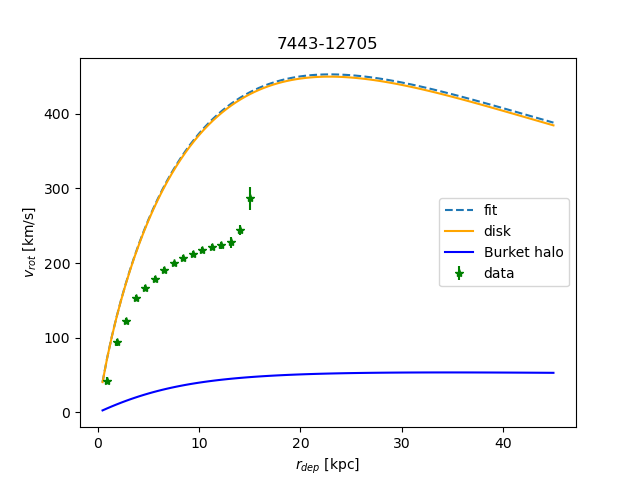 7443-12705
400
300
200
100
0
v_rot [km/s]
fit
disk
Burket halo
data
0 10 20 30 40
r_dep [kpc]